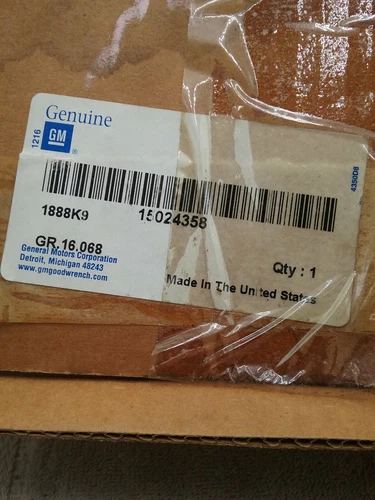 Genuine
1216
GM
®
4350D8
1888K9 15024358
GR.16.068
Qty : 1
General Motors Corporation
Detroit, Michigan 48243
www.gmgoodwrench.com
Made In The United States